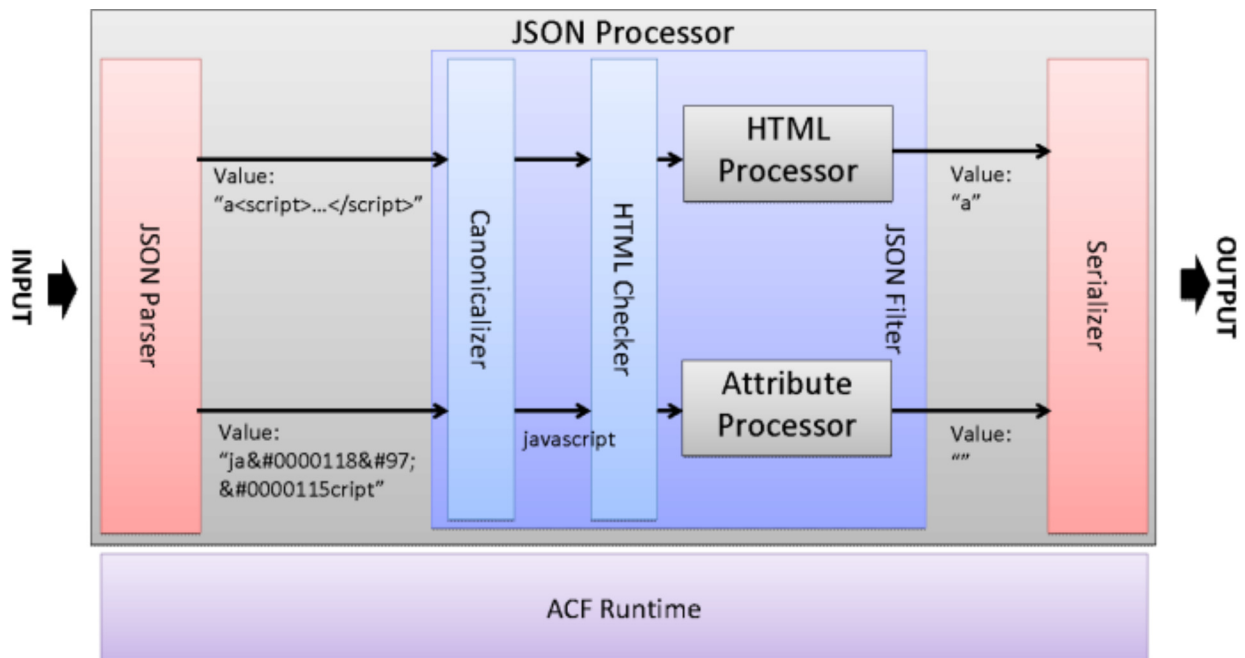 JSON Processor
INPUT
JSON Parser
Value:
“a<script>...</script>”
Canonicalizer
HTML Checker
HTML
Processor
JSON Filter
Value:
“a”
Serializer
OUTPUT
Value:
“ja&#0000118&#97;
&#0000115cript”
javascript
Attribute
Processor
Value:
“”
ACF Runtime